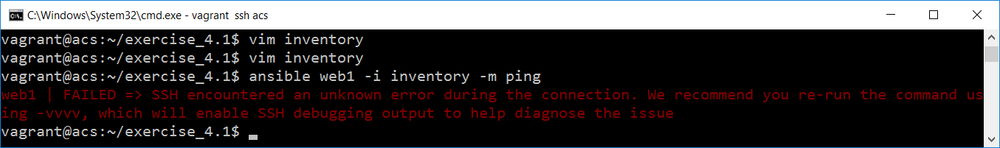 C:\Windows\System32\cmd.exe - vagrant  ssh acs
vagrant@acs:~/exercise_4.1$ vim inventory
vagrant@acs:~/exercise_4.1$ vim inventory
vagrant@acs:~/exercise_4.1$ ansible web1 -i inventory -m ping
web1 | FAILED => SSH encountered an unknown error during the connection. We recommend you re-run the command us
ing -vvvv, which will enable SSH debugging output to help diagnose the issue
vagrant@acs:~/exercise_4.1$